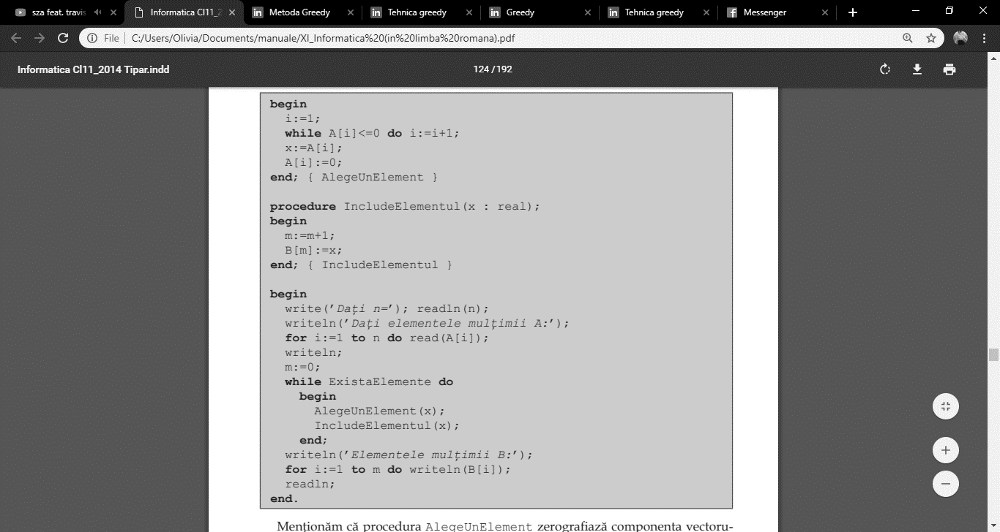 sza feat. travis
Informatica Cl11_2
Metoda Greedy
Tehnica greedy
Greedy
Tehnica greedy
Messenger
File
C:/Users/Olivia/Documents/manuale/XI_Informatica%20(in%20limba%20romana).pdf
Informatica Cl11_2014 Tipar.indd
124 / 192
begin
i:=1;
while A[i]<=0 do i:=i+1;
x:=A[i];
A[i]:=0;
end; { AlegeUnElement }
procedure IncludeElementul(x : real);
begin
m:=m+1;
B[m]:=x;
end; { IncludeElementul }
begin
write(′Daţi n=′); readln(n);
writeln(′Daţi elementele mulţimii A:′);
for i:=1 to n do read(A[i]);
writeln;
m:=0;
while ExistaElemente do
begin
AlegeUnElement(x);
IncludeElementul(x);
end;
writeln(′Elementele mulţimii B:′);
for i:=1 to m do writeln(B[i]);
readln;
end.
Menţionăm că procedura AlegeUnElement zerografiază componenta vectoru-